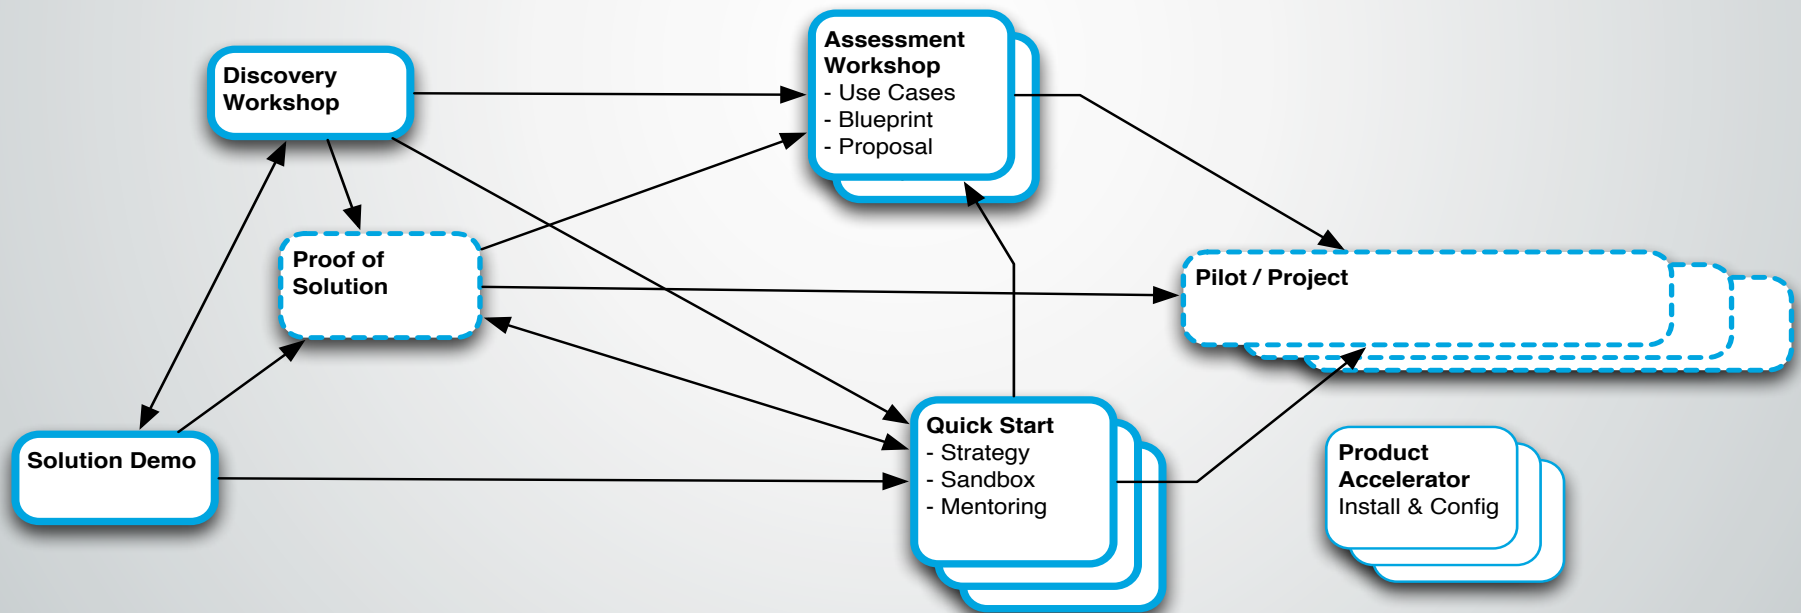 Discovery
Workshop
Assessment
Workshop
- Use Cases
- Blueprint
- Proposal
Proof of
Solution
Pilot / Project
Solution Demo
Quick Start
- Strategy
- Sandbox
- Mentoring
Product
Accelerator
Install & Config